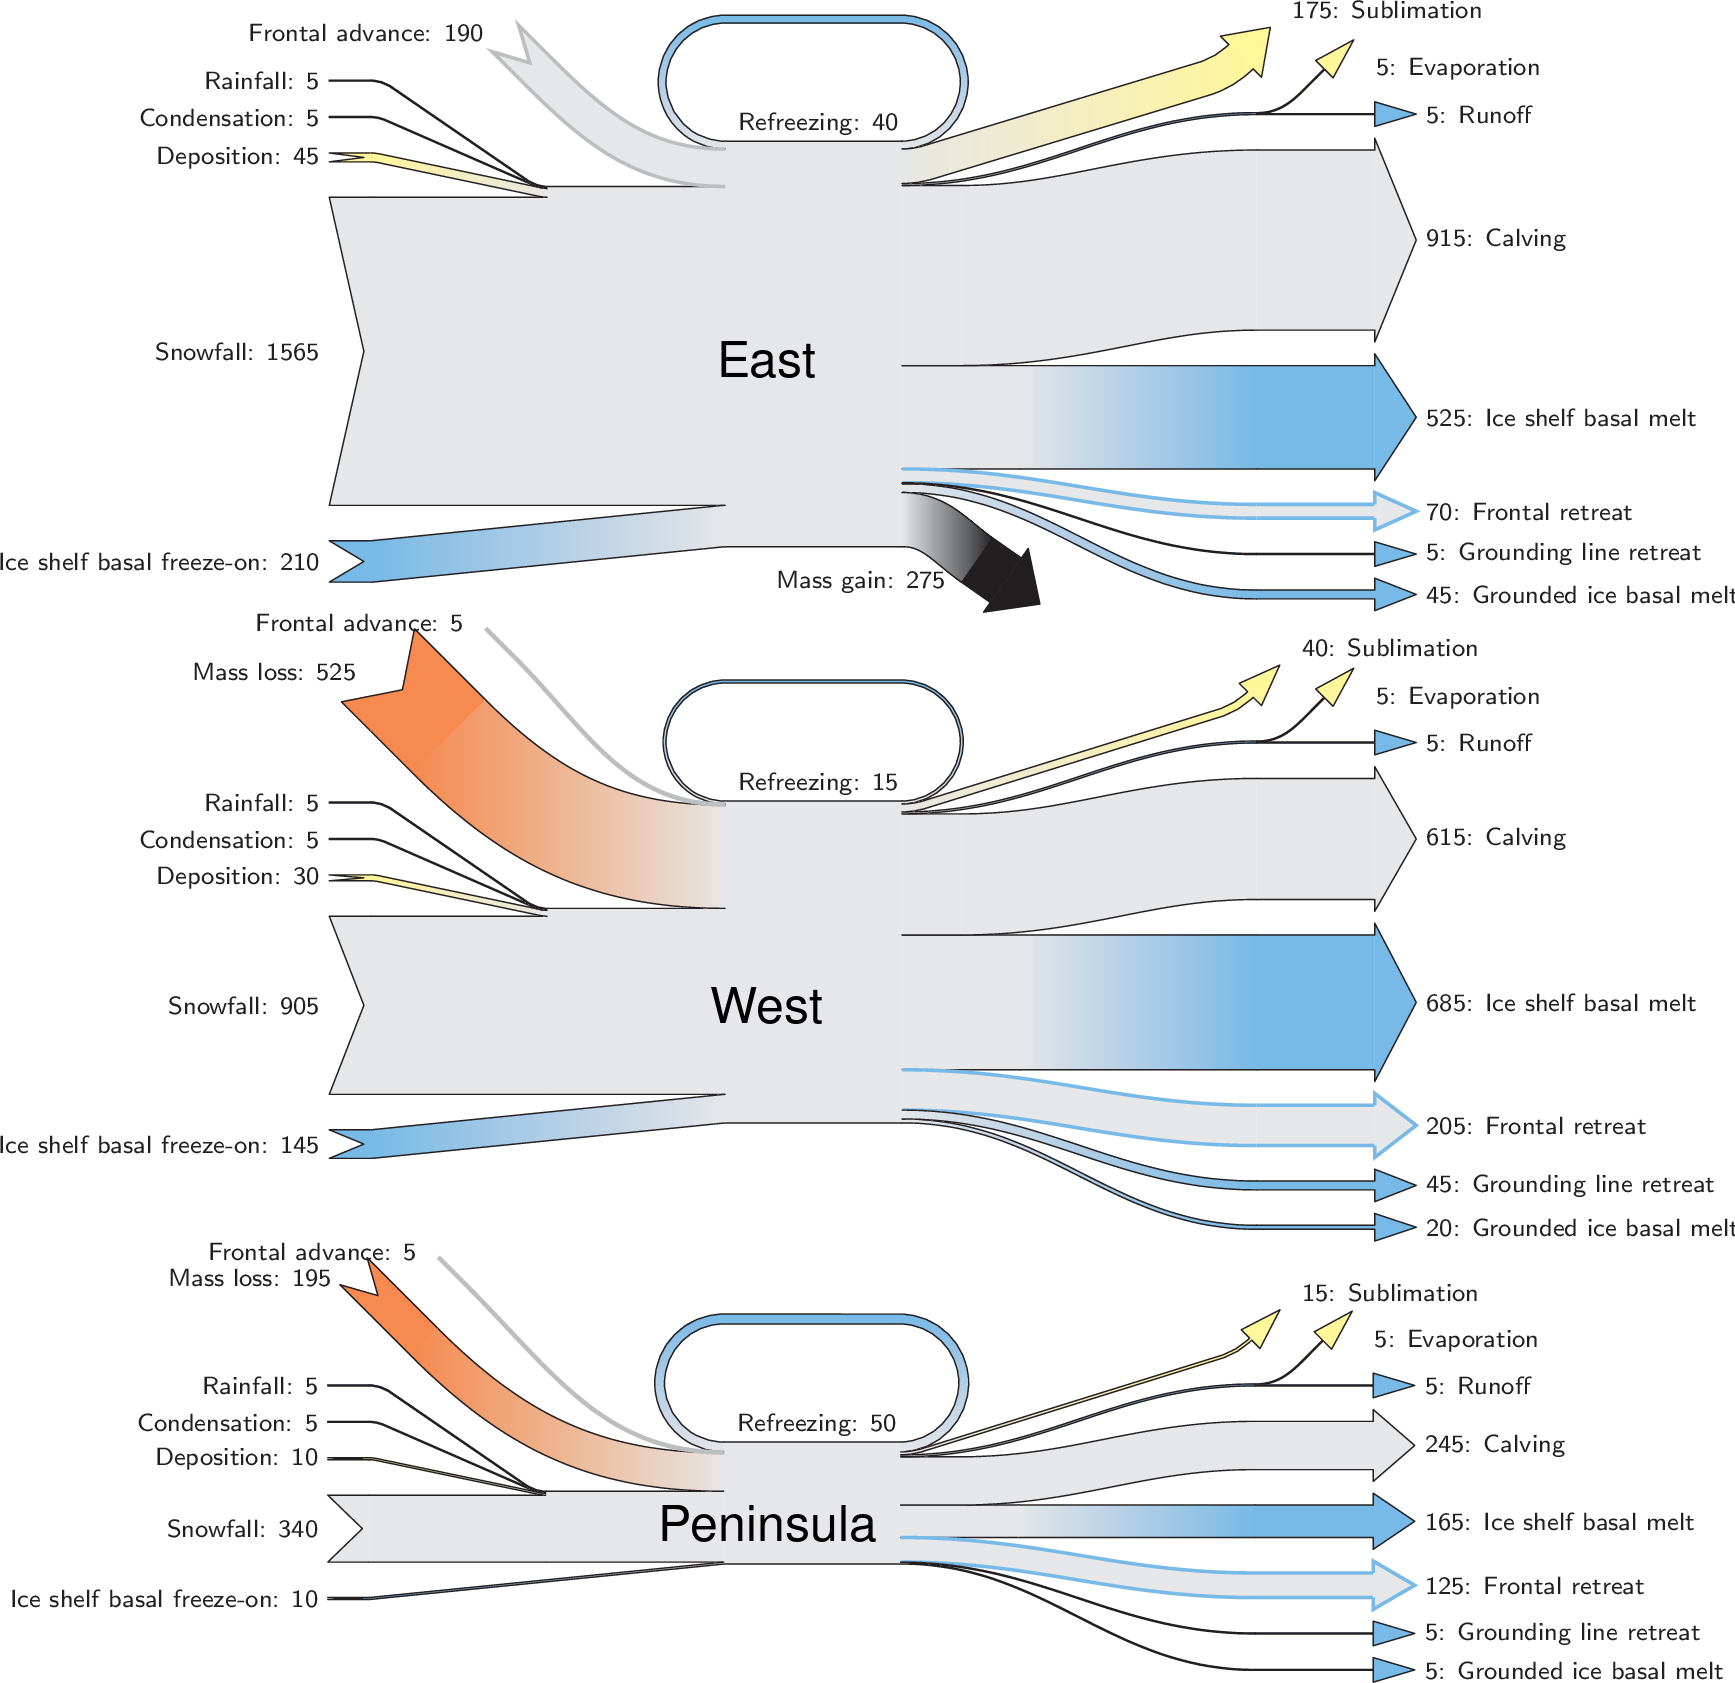 175: Sublimation
Frontal advance: 190
5: Evaporation
Rainfall: 5
5: Runoff
Condensation: 5
Refreezing: 40
Deposition: 45
915: Calving
Snowfall: 1565
East
525: Ice shelf basal melt
70: Frontal retreat
5: Grounding line retreat
Ice shelf basal freeze-on: 210
Mass gain: 275
45: Grounded ice basal melt
Frontal advance: 5
40: Sublimation
Mass loss: 525
5: Evaporation
5: Runoff
Refreezing: 15
Rainfall: 5
Condensation: 5
615: Calving
Deposition: 30
Snowfall: 905
West
685: Ice shelf basal melt
205: Frontal retreat
Ice shelf basal freeze-on: 145
45: Grounding line retreat
20: Grounded ice basal melt
Frontal advance: 5
Mass loss: 195
15: Sublimation
5: Evaporation
Rainfall: 5
5: Runoff
Condensation: 5
Refreezing: 50
245: Calving
Deposition: 10
Snowfall: 340
Peninsula
165: Ice shelf basal melt
125: Frontal retreat
Ice shelf basal freeze-on: 10
5: Grounding line retreat
5: Grounded ice basal melt